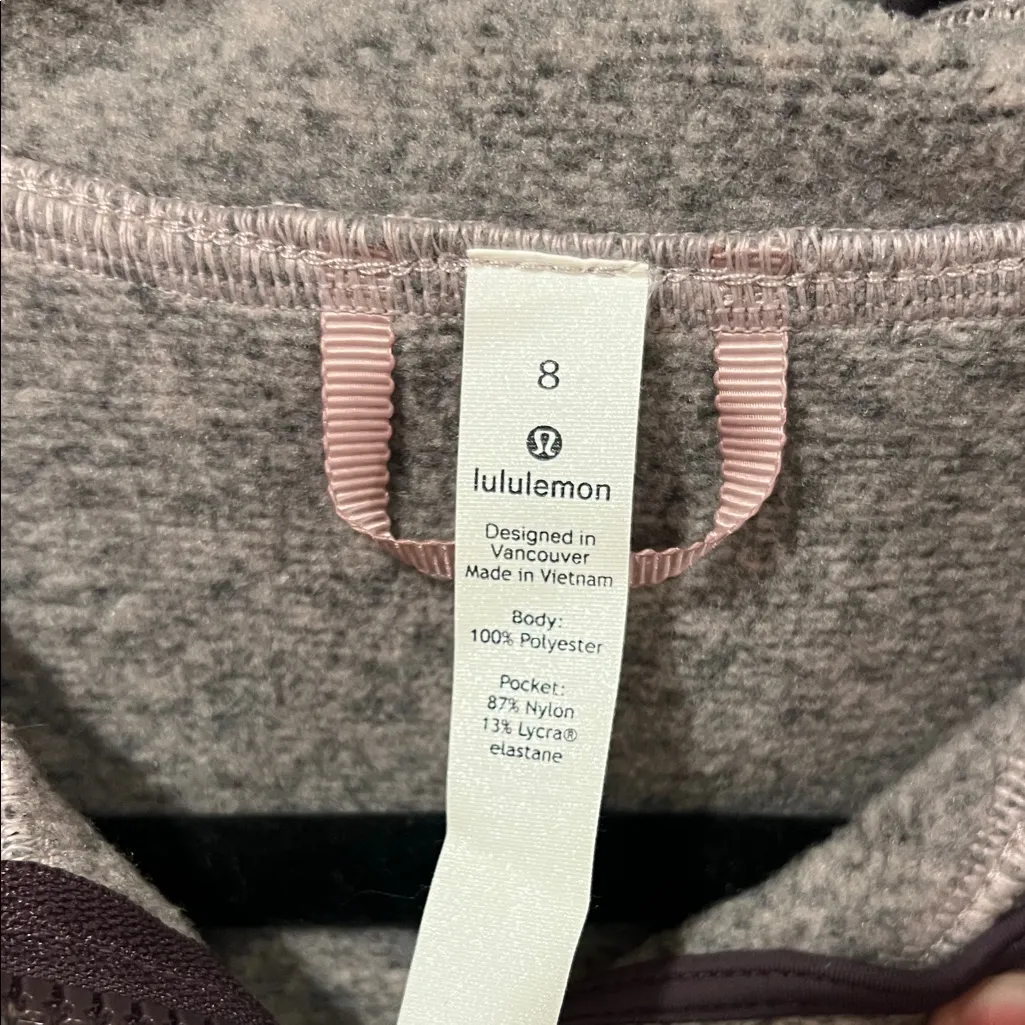 8
lululemon
Designed in
Vancouver
Made in Vietnam
Body:
100% Polyester
Pocket:
87% Nylon
13% Lycra®
elastane